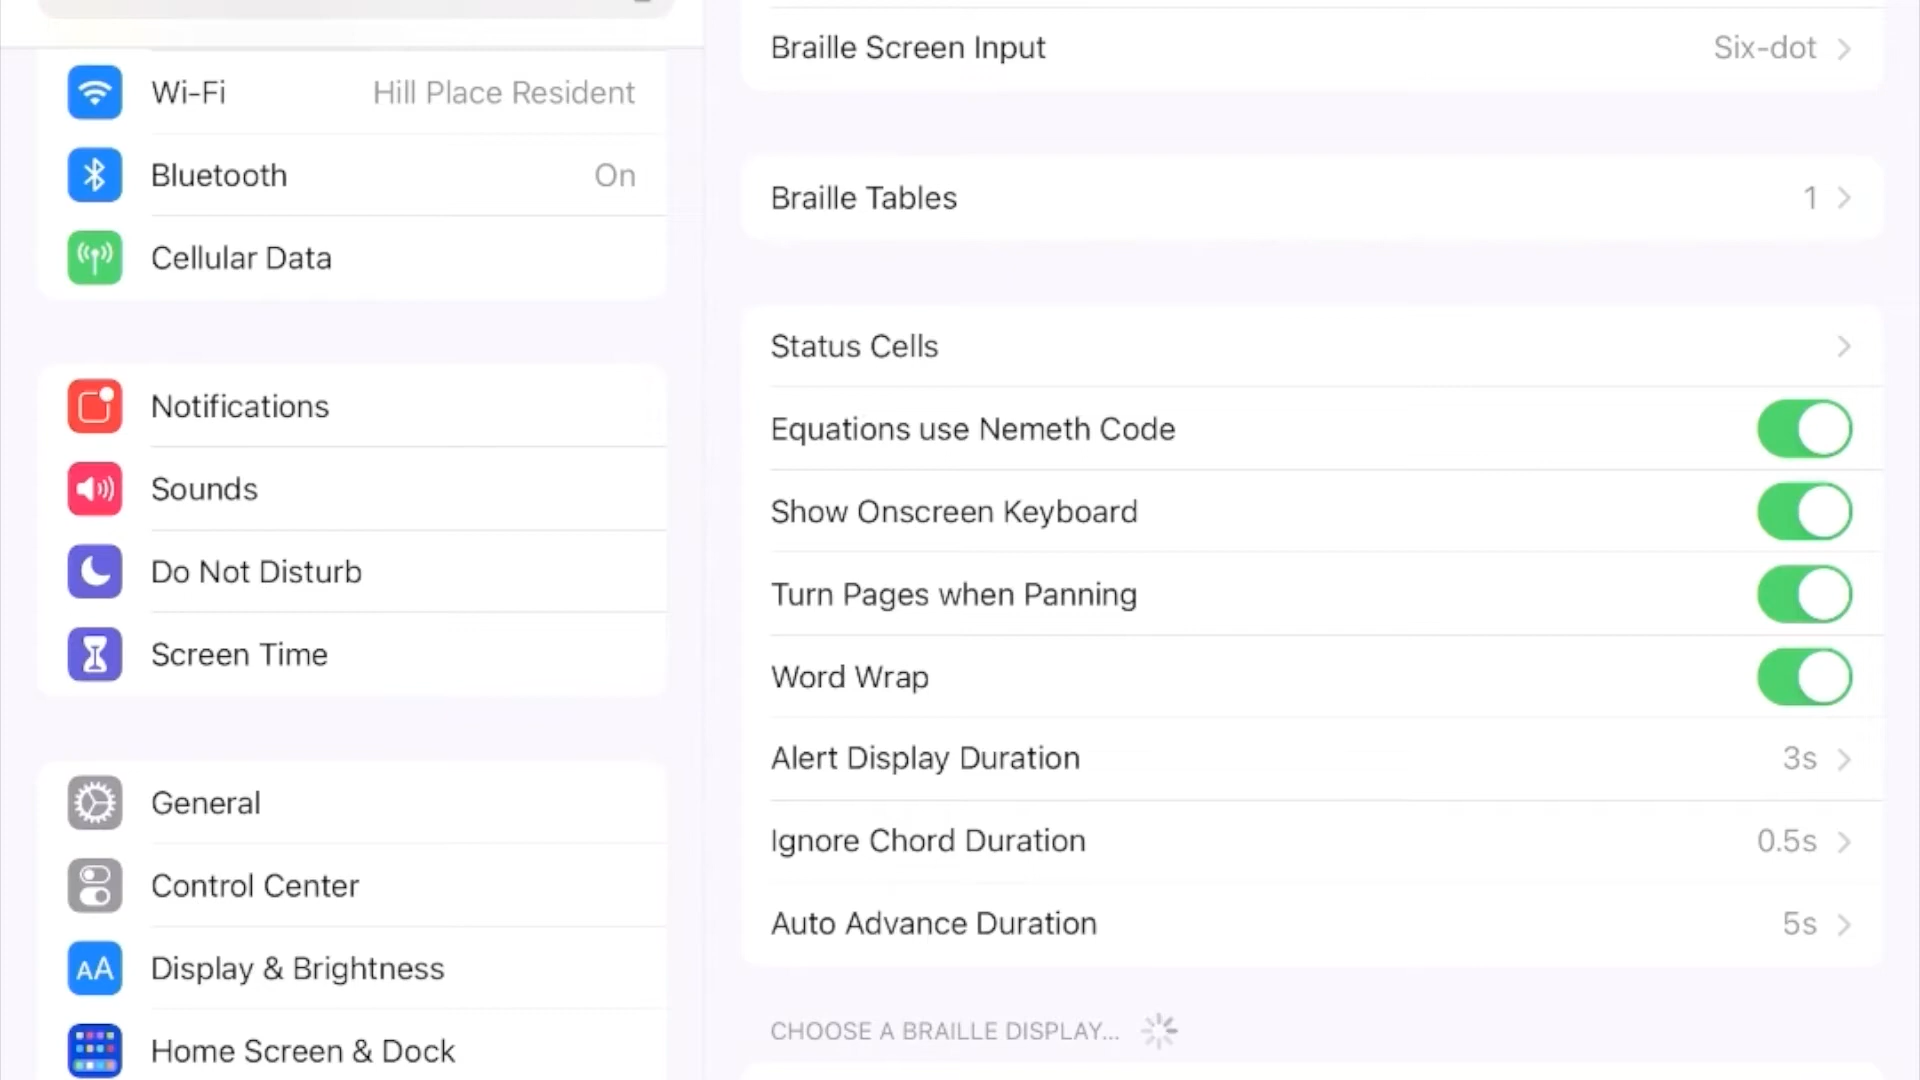 Wi-Fi Hill Place Resident
Bluetooth On
Cellular Data
Notifications
Sounds
Do Not Disturb
Screen Time
General
Control Center
AA Display & Brightness
Home Screen & Dock
Braille Screen Input Six-dot
Braille Tables 1
Status Cells
Equations use Nemeth Code
Show Onscreen Keyboard
Turn Pages when Panning
Word Wrap
Alert Display Duration 3s
Ignore Chord Duration 0.5s
Auto Advance Duration 5s
CHOOSE A BRAILLE DISPLAY...